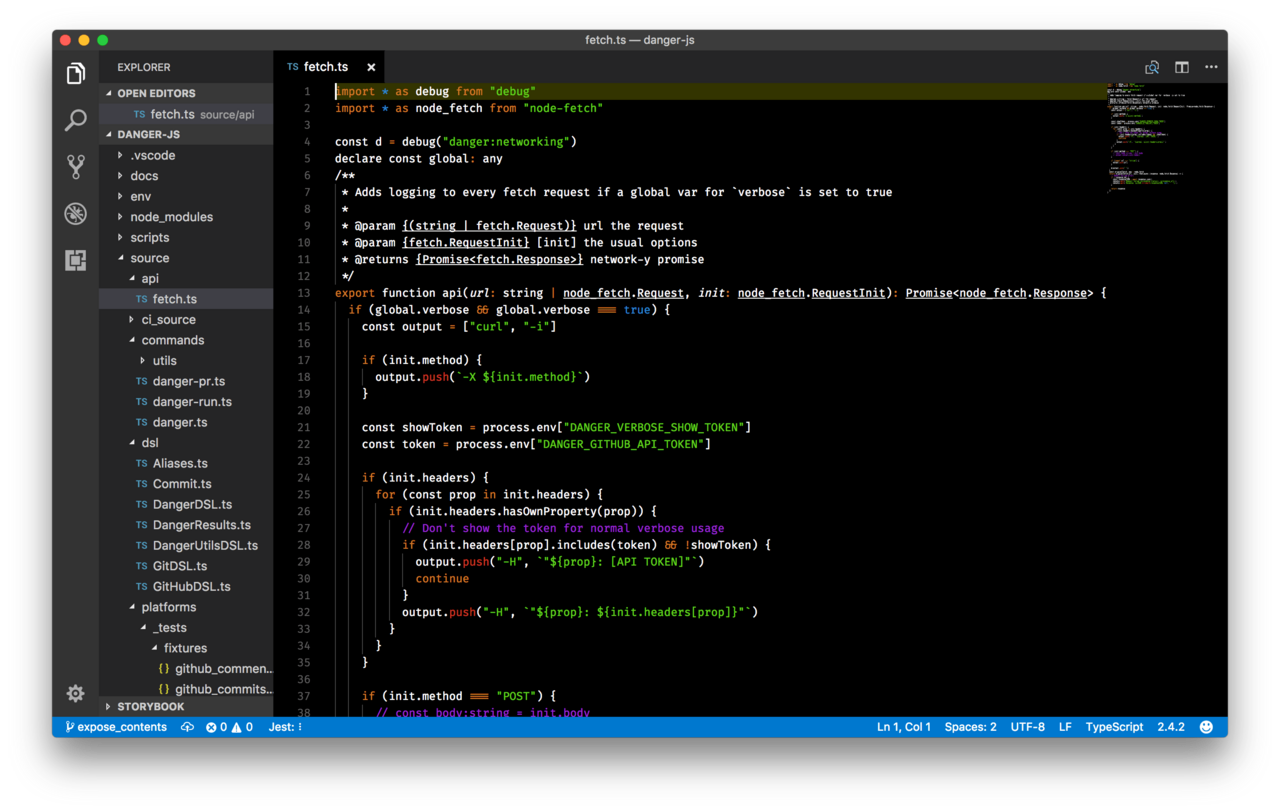 fetch.ts — danger-js
EXPLORER
OPEN EDITORS
TS fetch.ts source/api
DANGER-JS
.vscode
docs
env
node_modules
scripts
source
api
TS fetch.ts
ci_source
commands
utils
TS danger-pr.ts
TS danger-run.ts
TS danger.ts
dsl
TS Aliases.ts
TS Commit.ts
TS DangerDSL.ts
TS DangerResults.ts
TS DangerUtilsDSL.ts
TS GitDSL.ts
TS GitHubDSL.ts
platforms
_tests
fixtures
{} github_commen...
{} github_commits...
STORYBOOK
TS fetch.ts ×
1 import * as debug from "debug"
2 import * as node_fetch from "node-fetch"
3
4 const d = debug("danger:networking")
5 declare const global: any
6 /**
7 * Adds logging to every fetch request if a global var for `verbose` is set to true
8 *
9 * @param {(string | fetch.Request)} url the request
10 * @param {fetch.RequestInit} [init] the usual options
11 * @returns {Promise<fetch.Response>} network-y promise
12 */
13 export function api(url: string | node_fetch.Request, init: node_fetch.RequestInit): Promise<node_fetch.Response> {
14 if (global.verbose && global.verbose === true) {
15 const output = ["curl", "-i"]
16
17 if (init.method) {
18 output.push(`-X ${init.method}`)
19 }
20
21 const showToken = process.env["DANGER_VERBOSE_SHOW_TOKEN"]
22 const token = process.env["DANGER_GITHUB_API_TOKEN"]
23
24 if (init.headers) {
25 for (const prop in init.headers) {
26 if (init.headers.hasOwnProperty(prop)) {
27 // Don't show the token for normal verbose usage
28 if (init.headers[prop].includes(token) && !showToken) {
29 output.push("-H", `"${prop}: [API TOKEN]"`)
30 continue
31 }
32 output.push("-H", `"${prop}: ${init.headers[prop]}"`)
33 }
34 }
35 }
36
37 if (init.method === "POST") {
38 // const body:string = init.body
expose_contents 0 0 Jest: Ln 1, Col 1 Spaces: 2 UTF-8 LF TypeScript 2.4.2